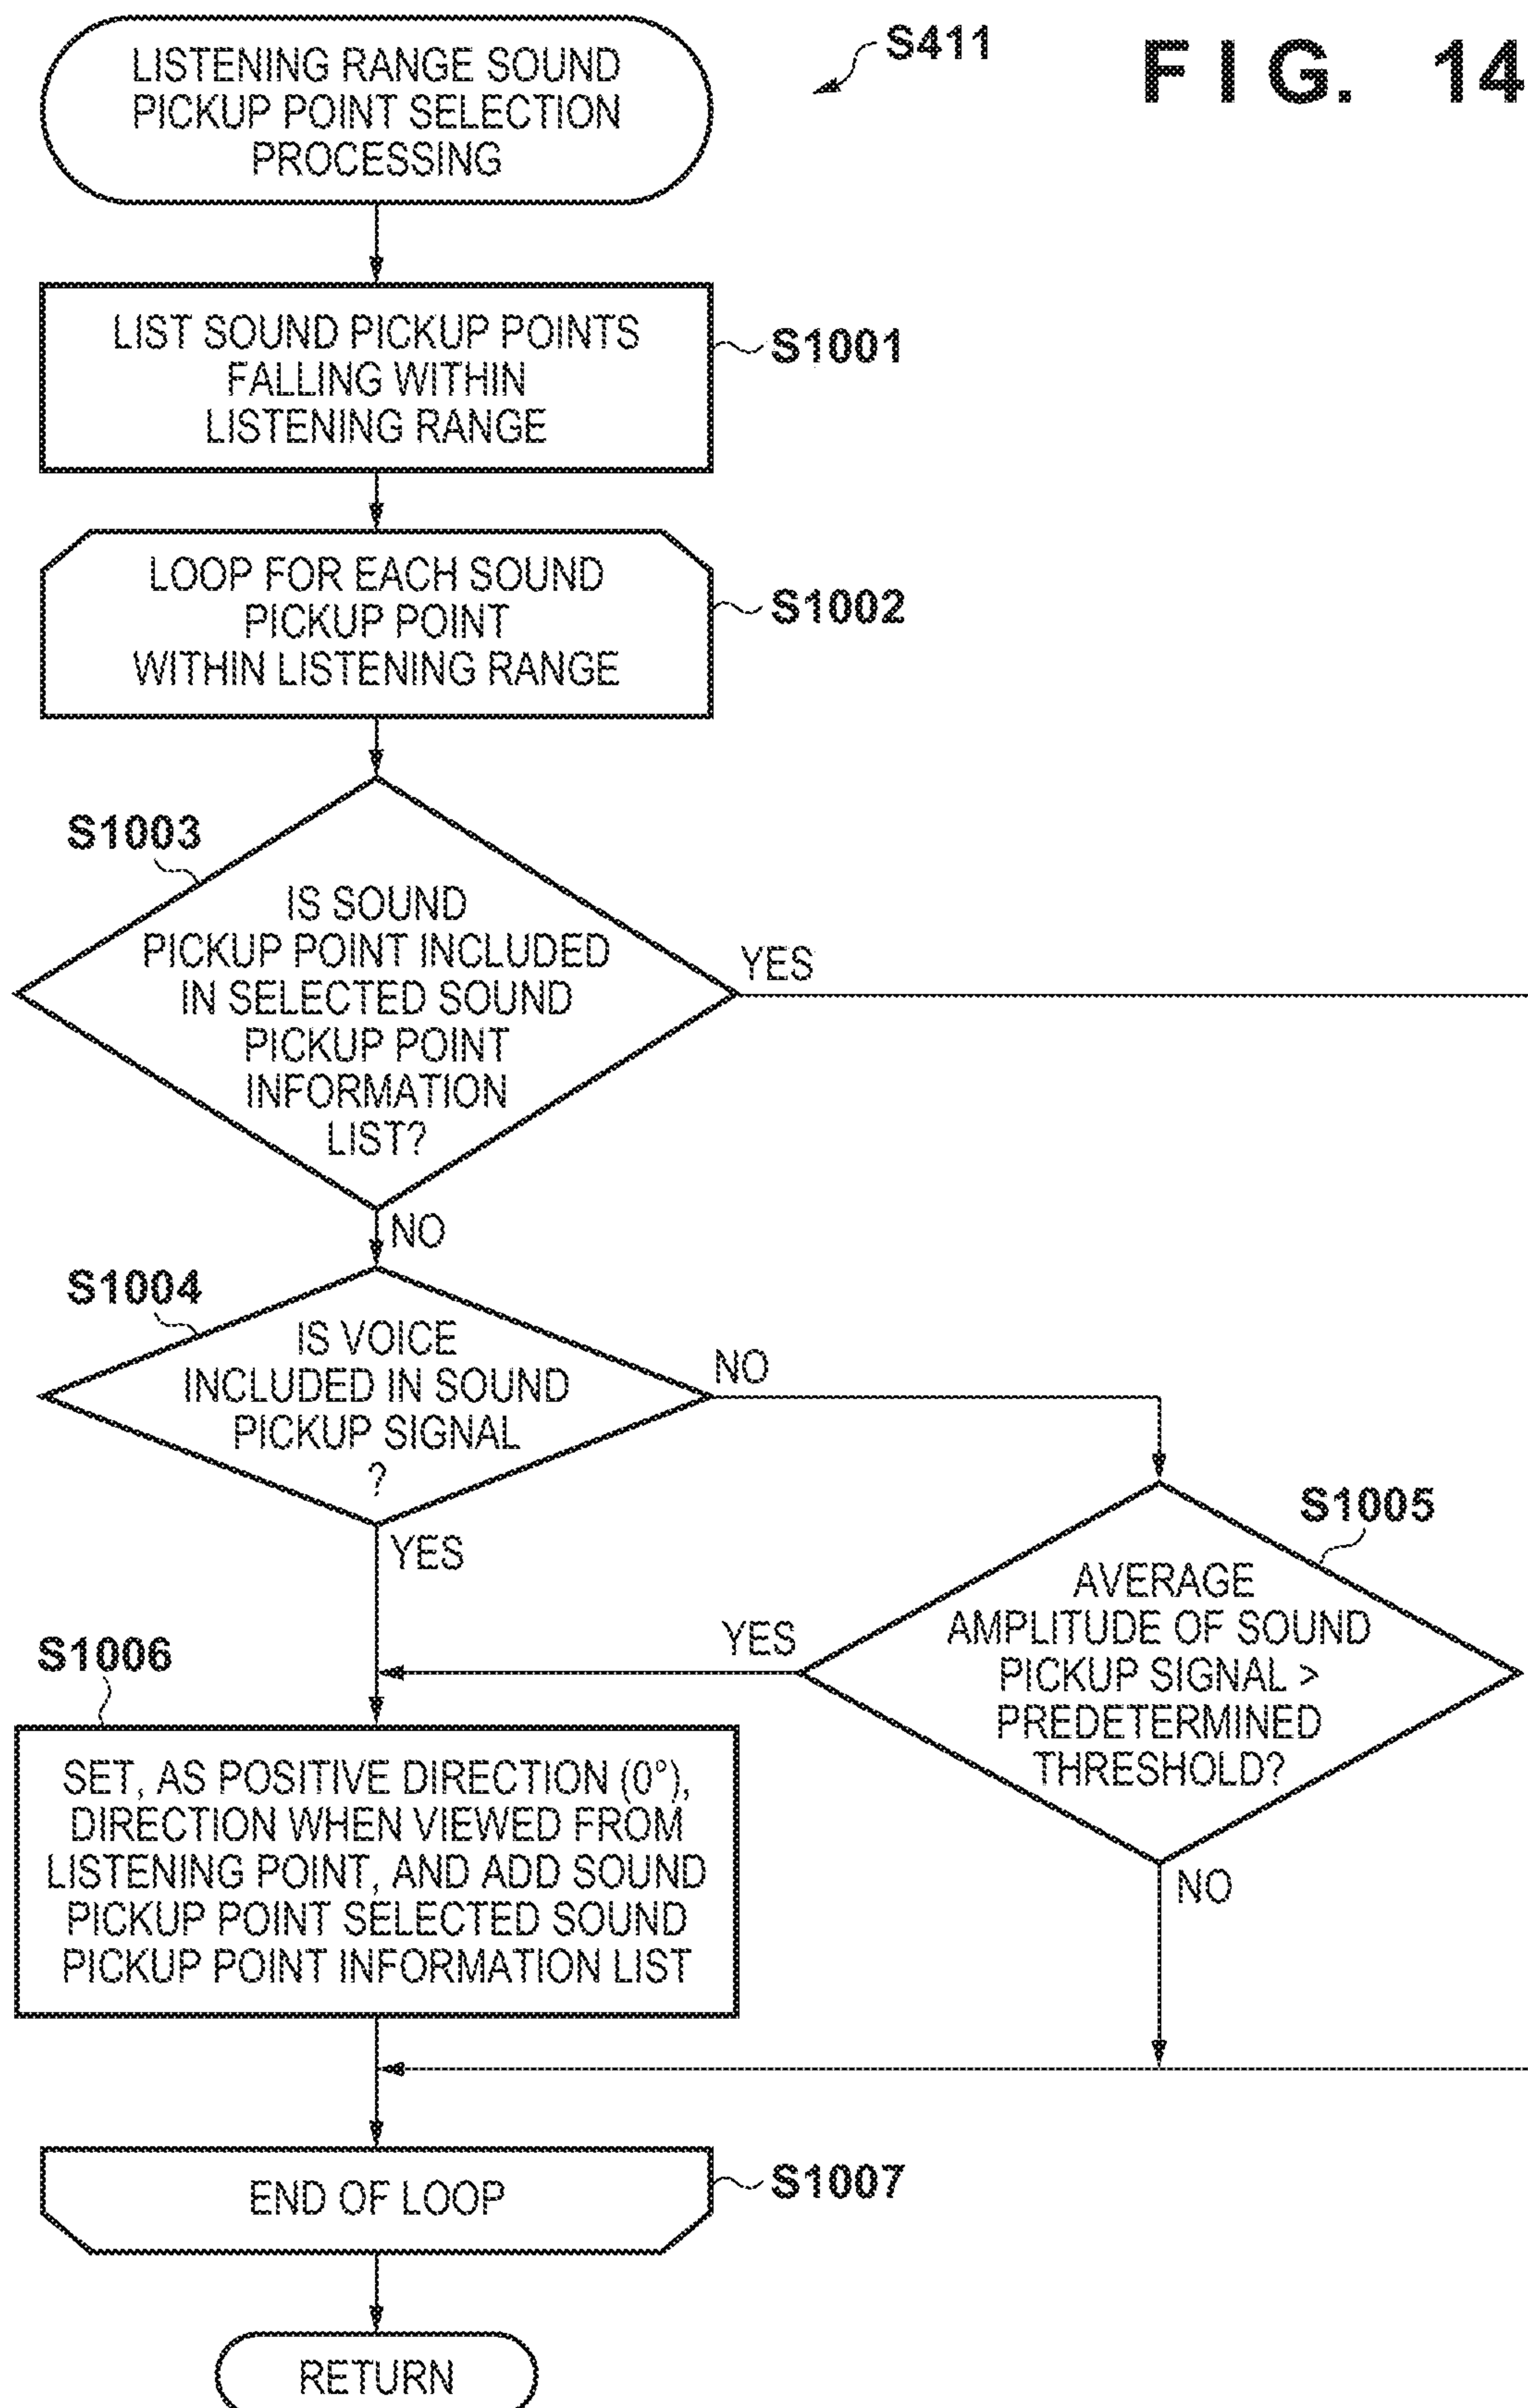 LISTENING RANGE SOUND
PICKUP POINT SELECTION
PROCESSING
S411
FIG. 14
LIST SOUND PICKUP POINTS
FALLING WITHIN
LISTENING RANGE
S1001
LOOP FOR EACH SOUND
PICKUP POINT
WITHIN LISTENING RANGE
S1002
S1003
IS SOUND
PICKUP POINT INCLUDED
IN SELECTED SOUND
PICKUP POINT
INFORMATION
LIST?
YES
NO
S1004
IS VOICE
INCLUDED IN SOUND
PICKUP SIGNAL
?
NO
YES
S1005
AVERAGE
AMPLITUDE OF SOUND
PICKUP SIGNAL >
PREDETERMINED
THRESHOLD?
YES
NO
S1006
SET, AS POSITIVE DIRECTION (0°),
DIRECTION WHEN VIEWED FROM
LISTENING POINT, AND ADD SOUND
PICKUP POINT SELECTED SOUND
PICKUP POINT INFORMATION LIST
END OF LOOP
S1007
RETURN